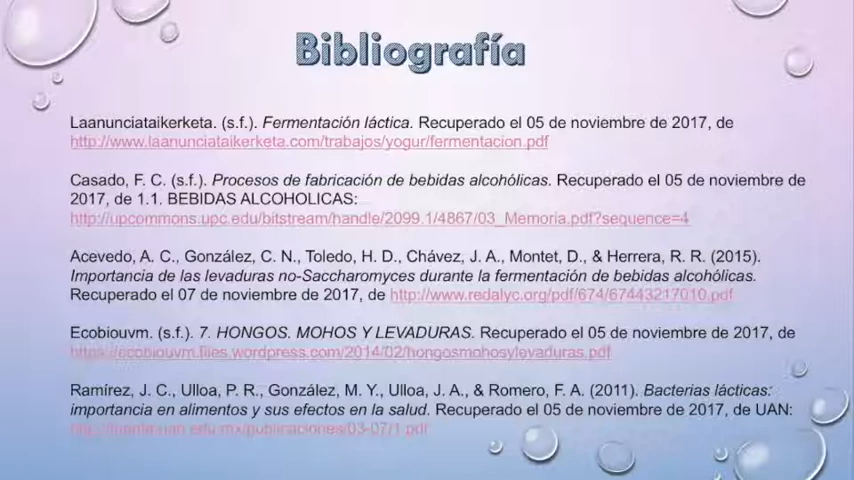 Bibliografía
Laanunciataikerketa. (s.f.). Fermentación láctica. Recuperado el 05 de noviembre de 2017, de
http://www.laanunciataikerketa.com/trabajos/yogur/fermentacion.pdf
Casado, F. C. (s.f.). Procesos de fabricación de bebidas alcohólicas. Recuperado el 05 de noviembre de
2017, de 1.1. BEBIDAS ALCOHOLICAS:
http://upcommons.upc.edu/bitstream/handle/2099.1/4867/03_Memoria.pdf?sequence=4
Acevedo, A. C., González, C. N., Toledo, H. D., Chávez, J. A., Montet, D., & Herrera, R. R. (2015).
Importancia de las levaduras no-Saccharomyces durante la fermentación de bebidas alcohólicas.
Recuperado el 07 de noviembre de 2017, de http://www.redalyc.org/pdf/674/67443217010.pdf
Ecobiouvm. (s.f.). 7. HONGOS. MOHOS Y LEVADURAS. Recuperado el 05 de noviembre de 2017, de
https://ecobiouvm.files.wordpress.com/2014/02/hongosmohosylevaduras.pdf
Ramírez, J. C., Ulloa, P. R., González, M. Y., Ulloa, J. A., & Romero, F. A. (2011). Bacterias lácticas:
importancia en alimentos y sus efectos en la salud. Recuperado el 05 de noviembre de 2017, de UAN: